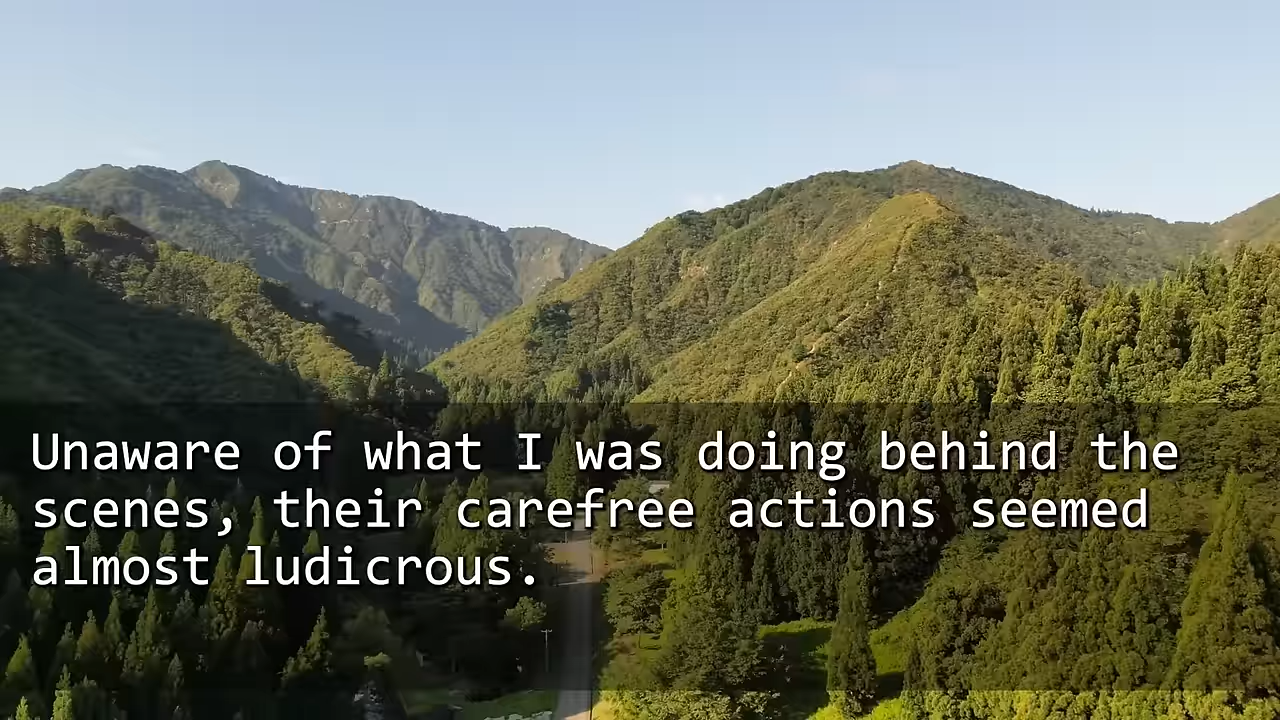 Unaware of what I was doing behind the
scenes, their carefree actions seemed
almost ludicrous.